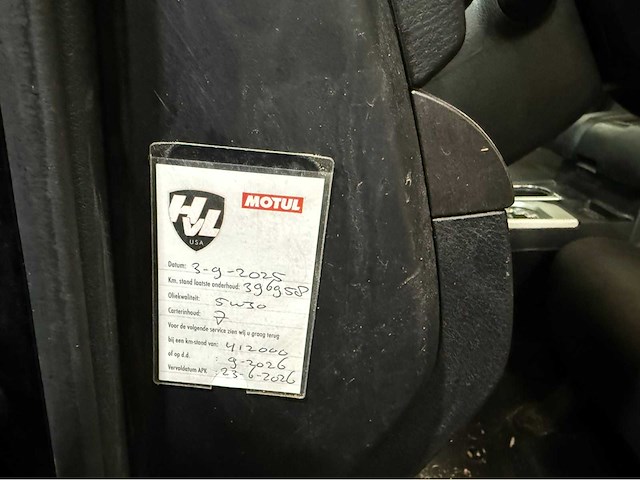 HVL
USA
MOTUL
Datum: 3-9-2025
Km. stand laatste onderhoud: 396958
Oliekwaliteit: 5W30
Carterinhoud: 7
Voor de volgende service zien wij u graag terug
bij een km-stand van: 412000
of op d.d. : 9-2026
Vervaldatum APK : 23-6-2026